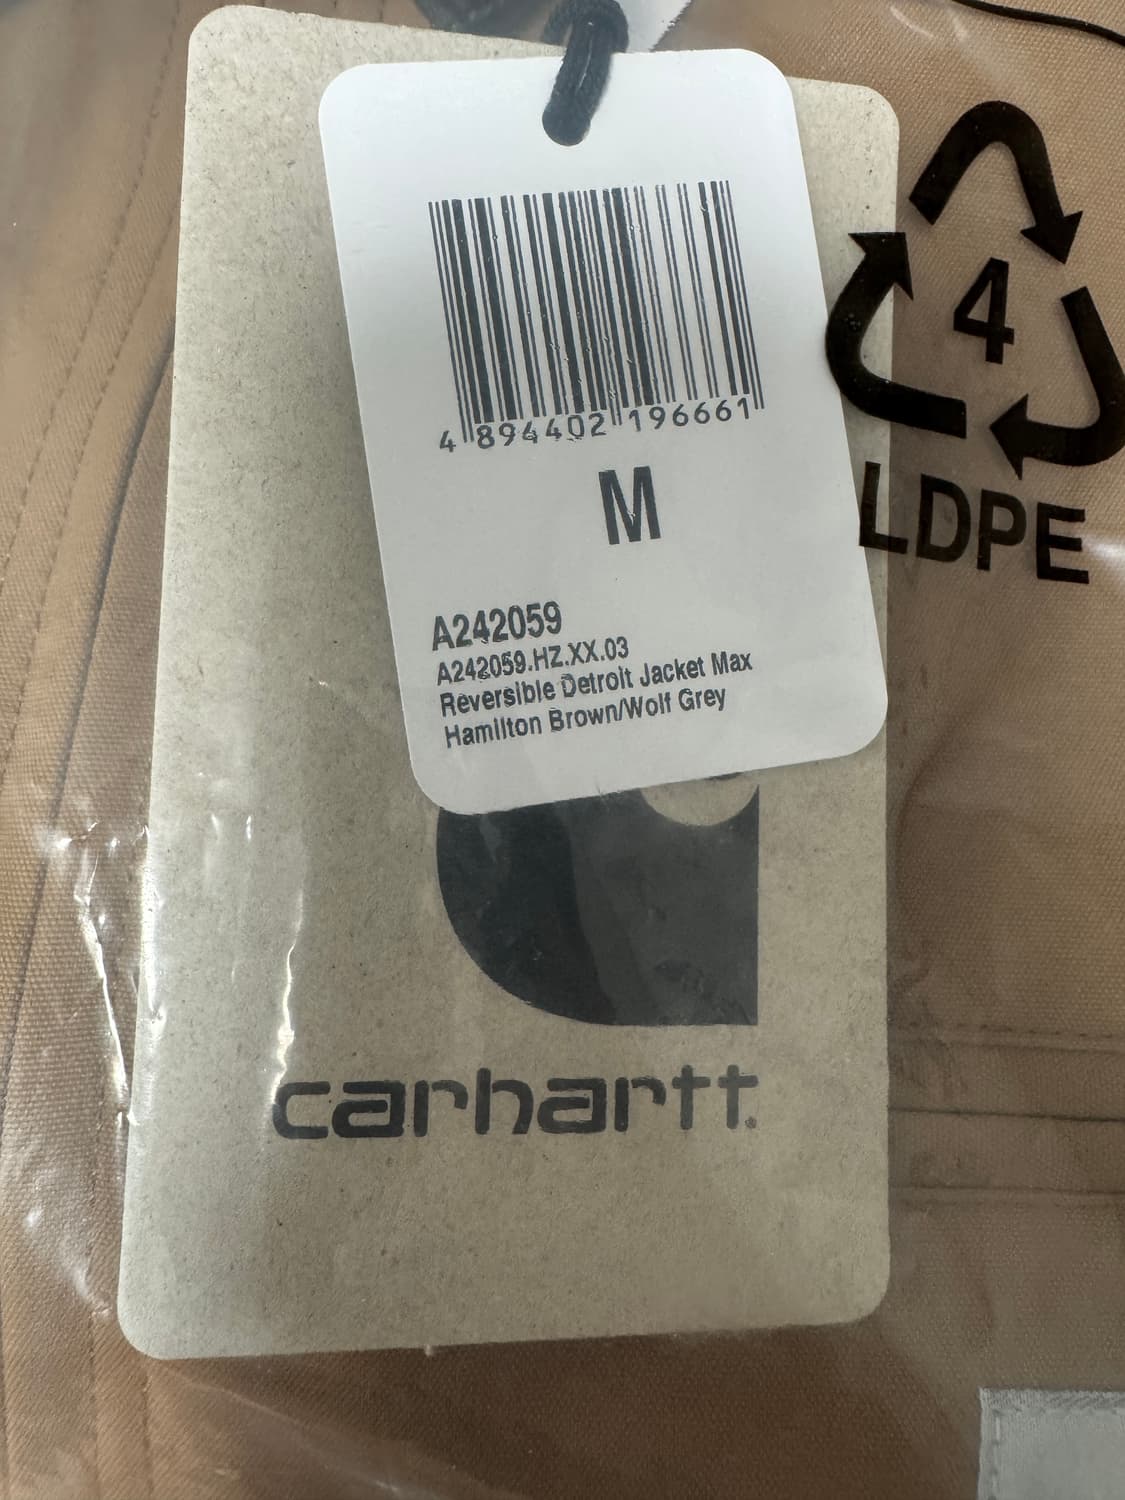 4 894402 196661
M
A242059
A242059.HZ.XX.03
Reversible Detroit Jacket Max
Hamilton Brown/Wolf Grey
4
LDPE
carhartt®